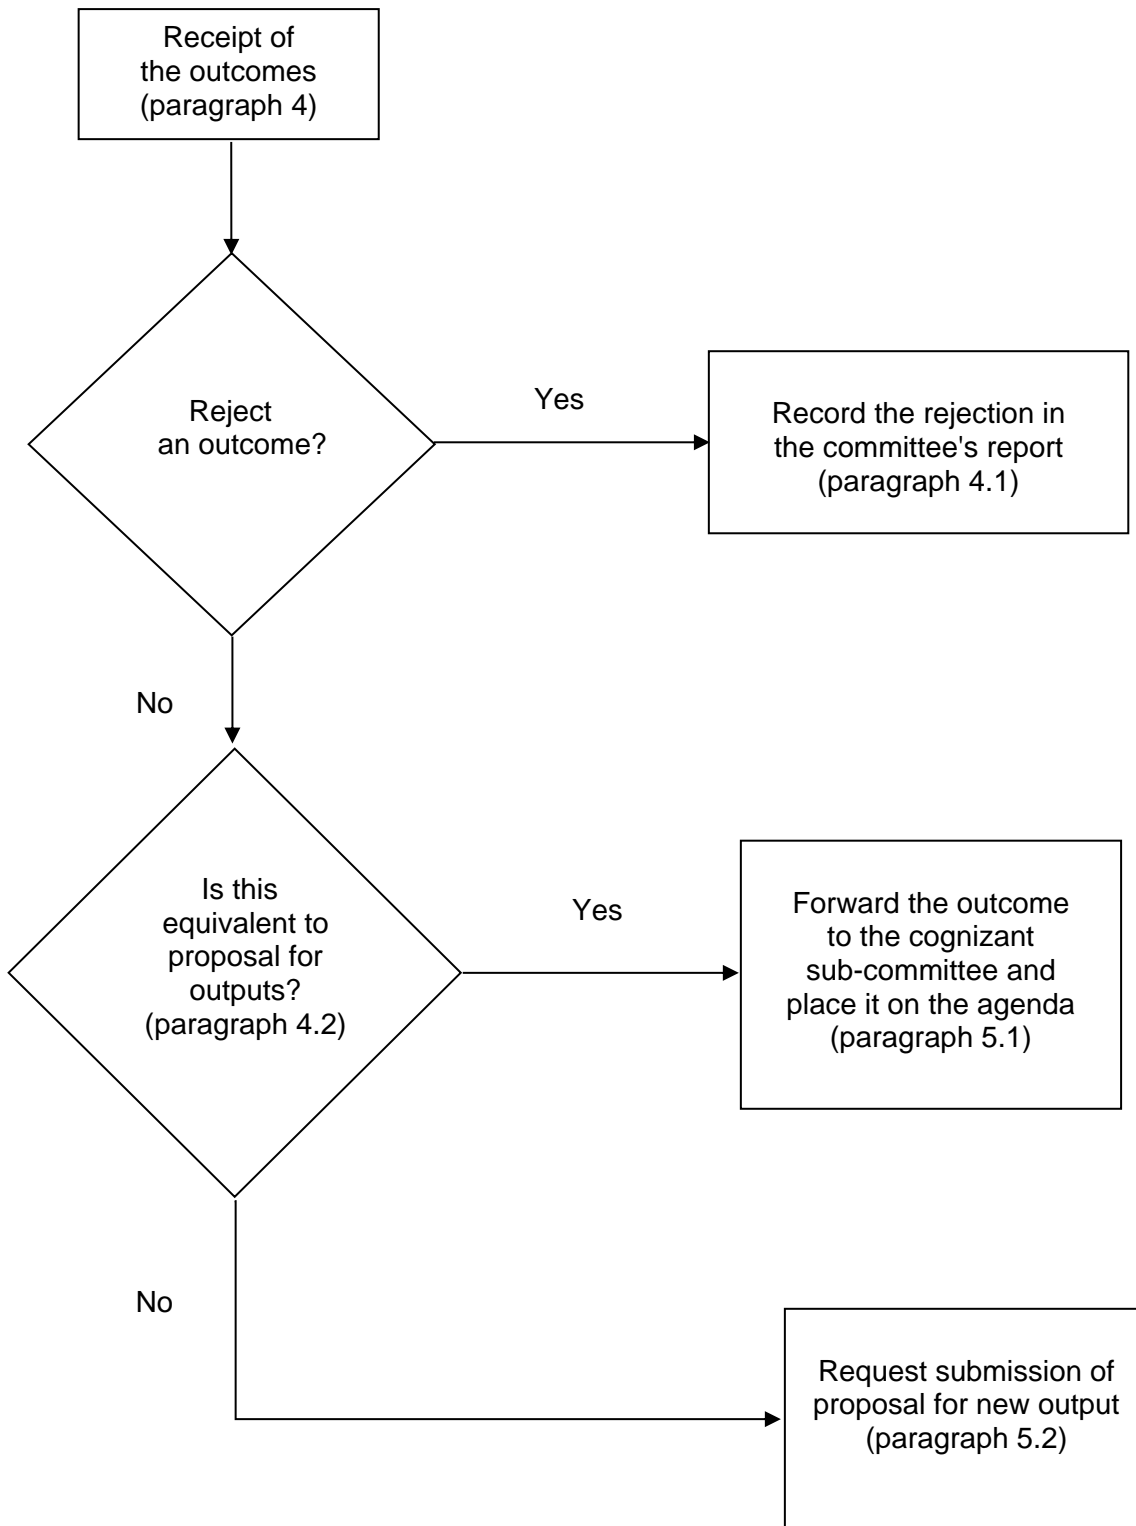 Receipt of
the outcomes
(paragraph 4)
Reject
an outcome?
Yes
Record the rejection in
the committee's report
(paragraph 4.1)
No
Is this
equivalent to
proposal for
outputs?
(paragraph 4.2)
Yes
Forward the outcome
to the cognizant
sub-committee and
place it on the agenda
(paragraph 5.1)
No
Request submission of
proposal for new output
(paragraph 5.2)